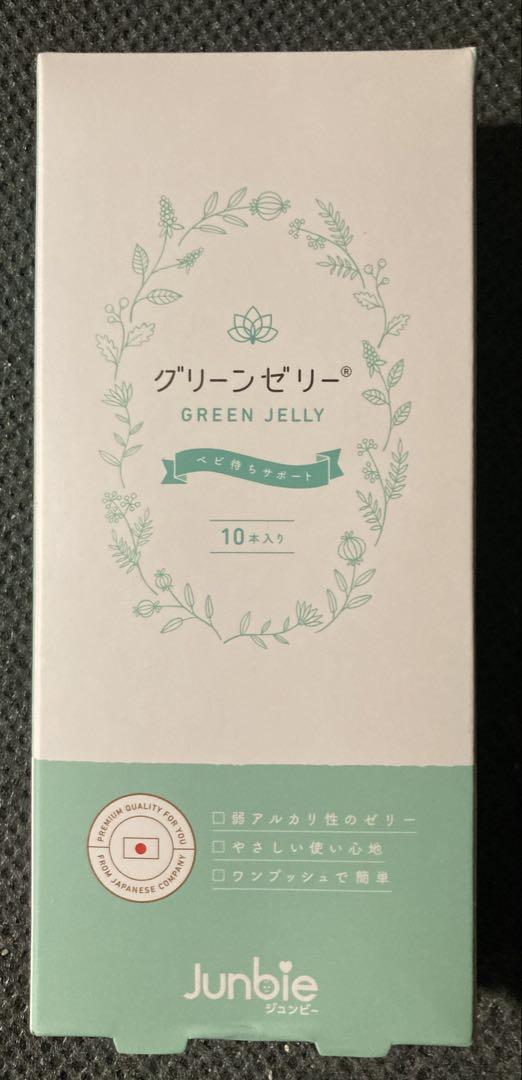 グリーンゼリー®
GREEN JELLY
ベビ待ちサポート
10本入り
PREMIUM QUALITY FOR YOU
FROM JAPANESE COMPANY
□弱アルカリ性のゼリー
□やさしい使い心地
□ワンプッシュで簡単
Junbie
ジュンビー